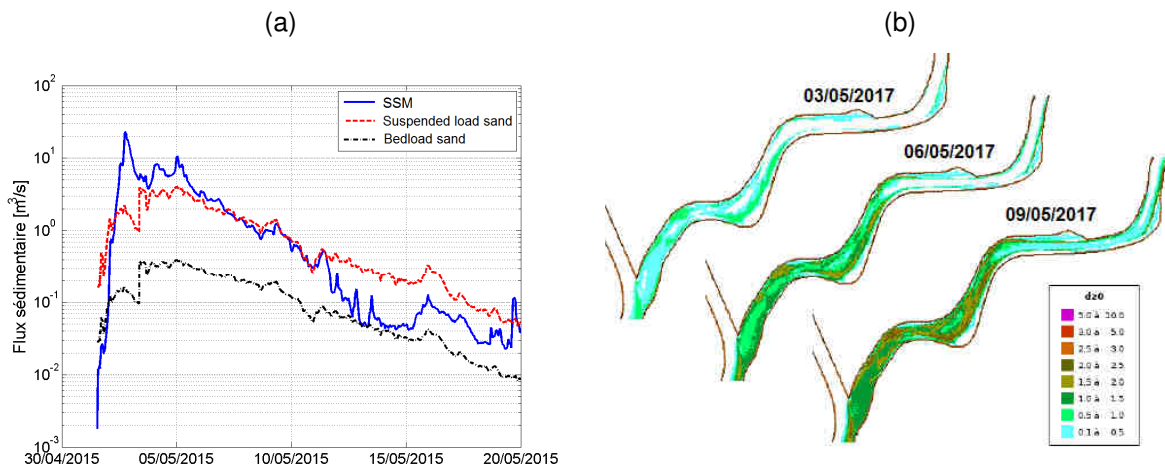 (a)
(b)
10^2
10^1
10^0
10^-1
10^-2
10^-3
Flux sédimentaire [m^3/s]
SSM
Suspended load sand
Bedload sand
30/04/2015
05/05/2015
10/05/2015
15/05/2015
20/05/2015
03/05/2017
06/05/2017
09/05/2017
dz0
5.0 à 10.0
3.0 à 5.0
2.5 à 3.0
2.0 à 2.5
1.5 à 2.0
1.0 à 1.5
0.5 à 1.0
0.1 à 0.5